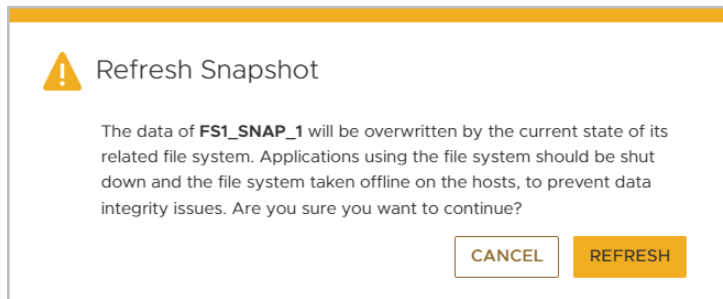 Refresh Snapshot
The data of FS1_SNAP_1 will be overwritten by the current state of its
related file system. Applications using the file system should be shut
down and the file system taken offline on the hosts, to prevent data
integrity issues. Are you sure you want to continue?
CANCEL REFRESH